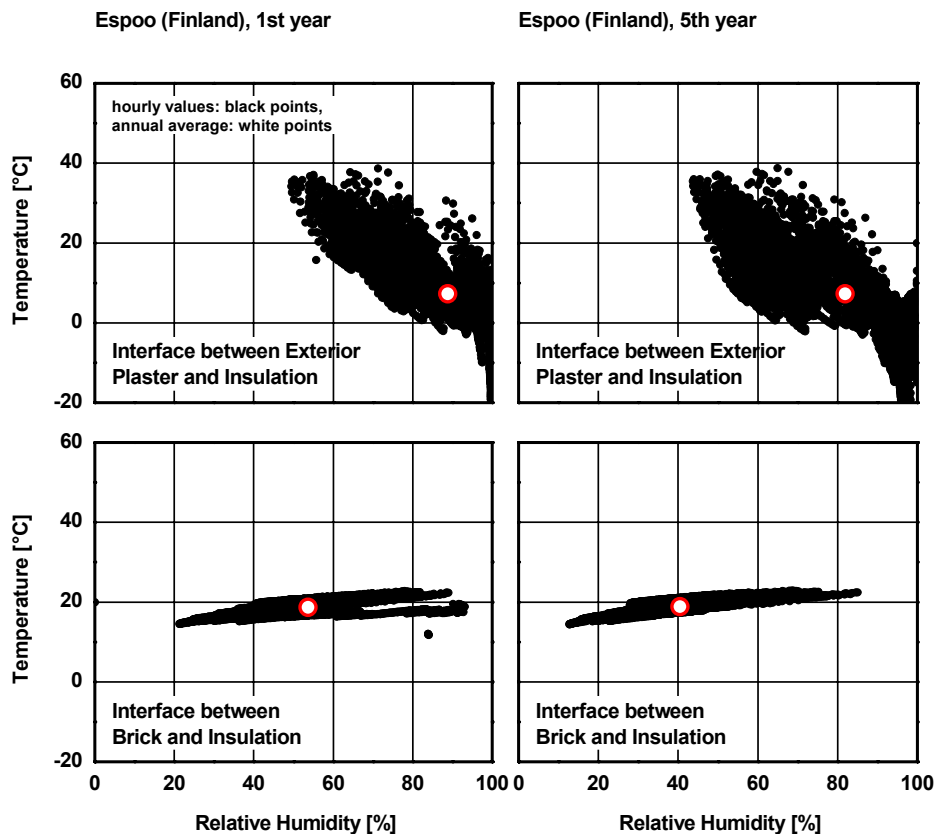 Espoo (Finland), 1st year
Espoo (Finland), 5th year
60
40
20
0
-20
Temperature [°C]
hourly values: black points,
annual average: white points
Interface between Exterior
Plaster and Insulation
Interface between Exterior
Plaster and Insulation
60
40
20
0
-20
Temperature [°C]
Interface between
Brick and Insulation
Interface between
Brick and Insulation
0 20 40 60 80 100
0 20 40 60 80 100
Relative Humidity [%]
Relative Humidity [%]